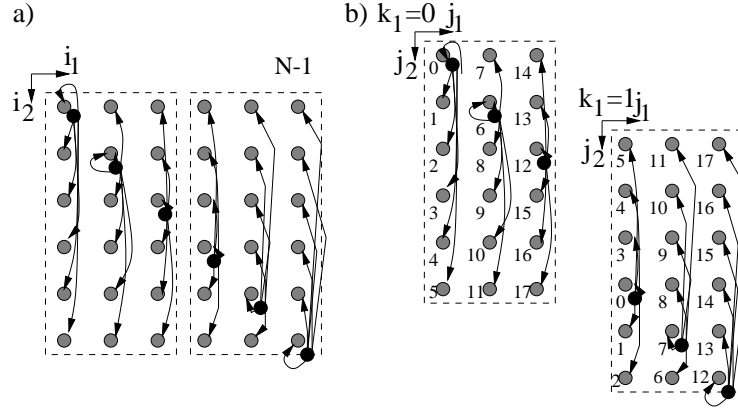 a)
i₁
i₂
N-1
b) k₁=0 j₁
j₂
0 7 14
1 6 13
2 8 12
3 9 15
4 10 16
5 11 17
k₁=1 j₁
j₂
5 11 17
4 10 16
3 9 15
0 8 14
1 7 13
2 6 12